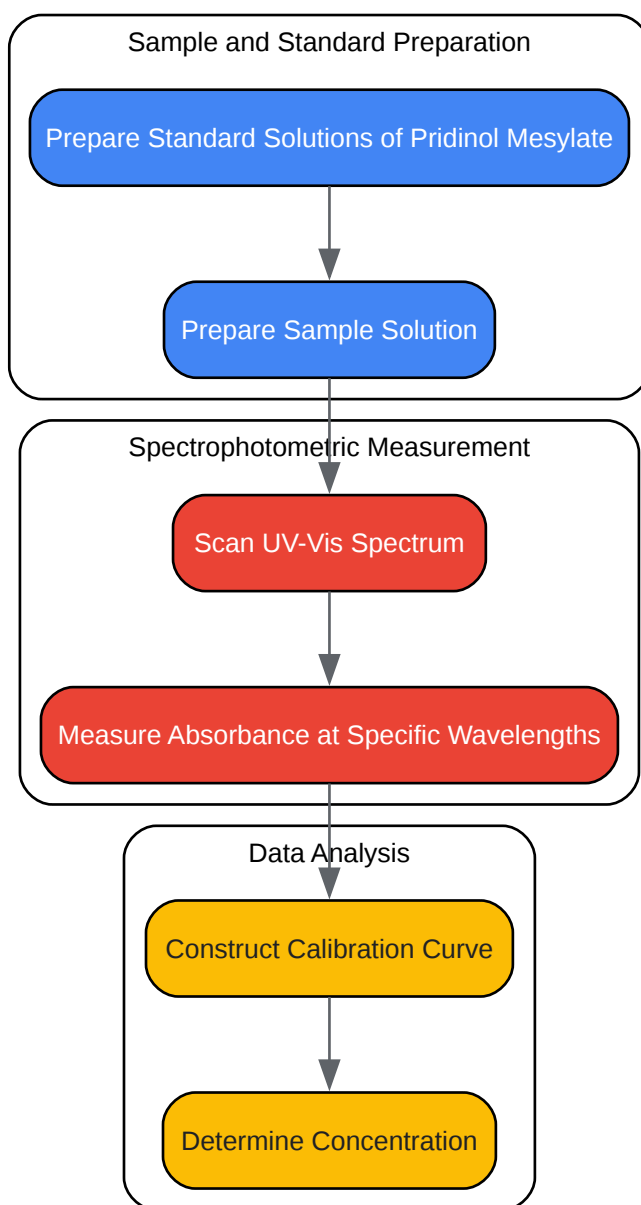 Sample and Standard Preparation
Prepare Standard Solutions of Pridinol Mesylate
Prepare Sample Solution
Spectrophotometric Measurement
Scan UV-Vis Spectrum
Measure Absorbance at Specific Wavelengths
Data Analysis
Construct Calibration Curve
Determine Concentration